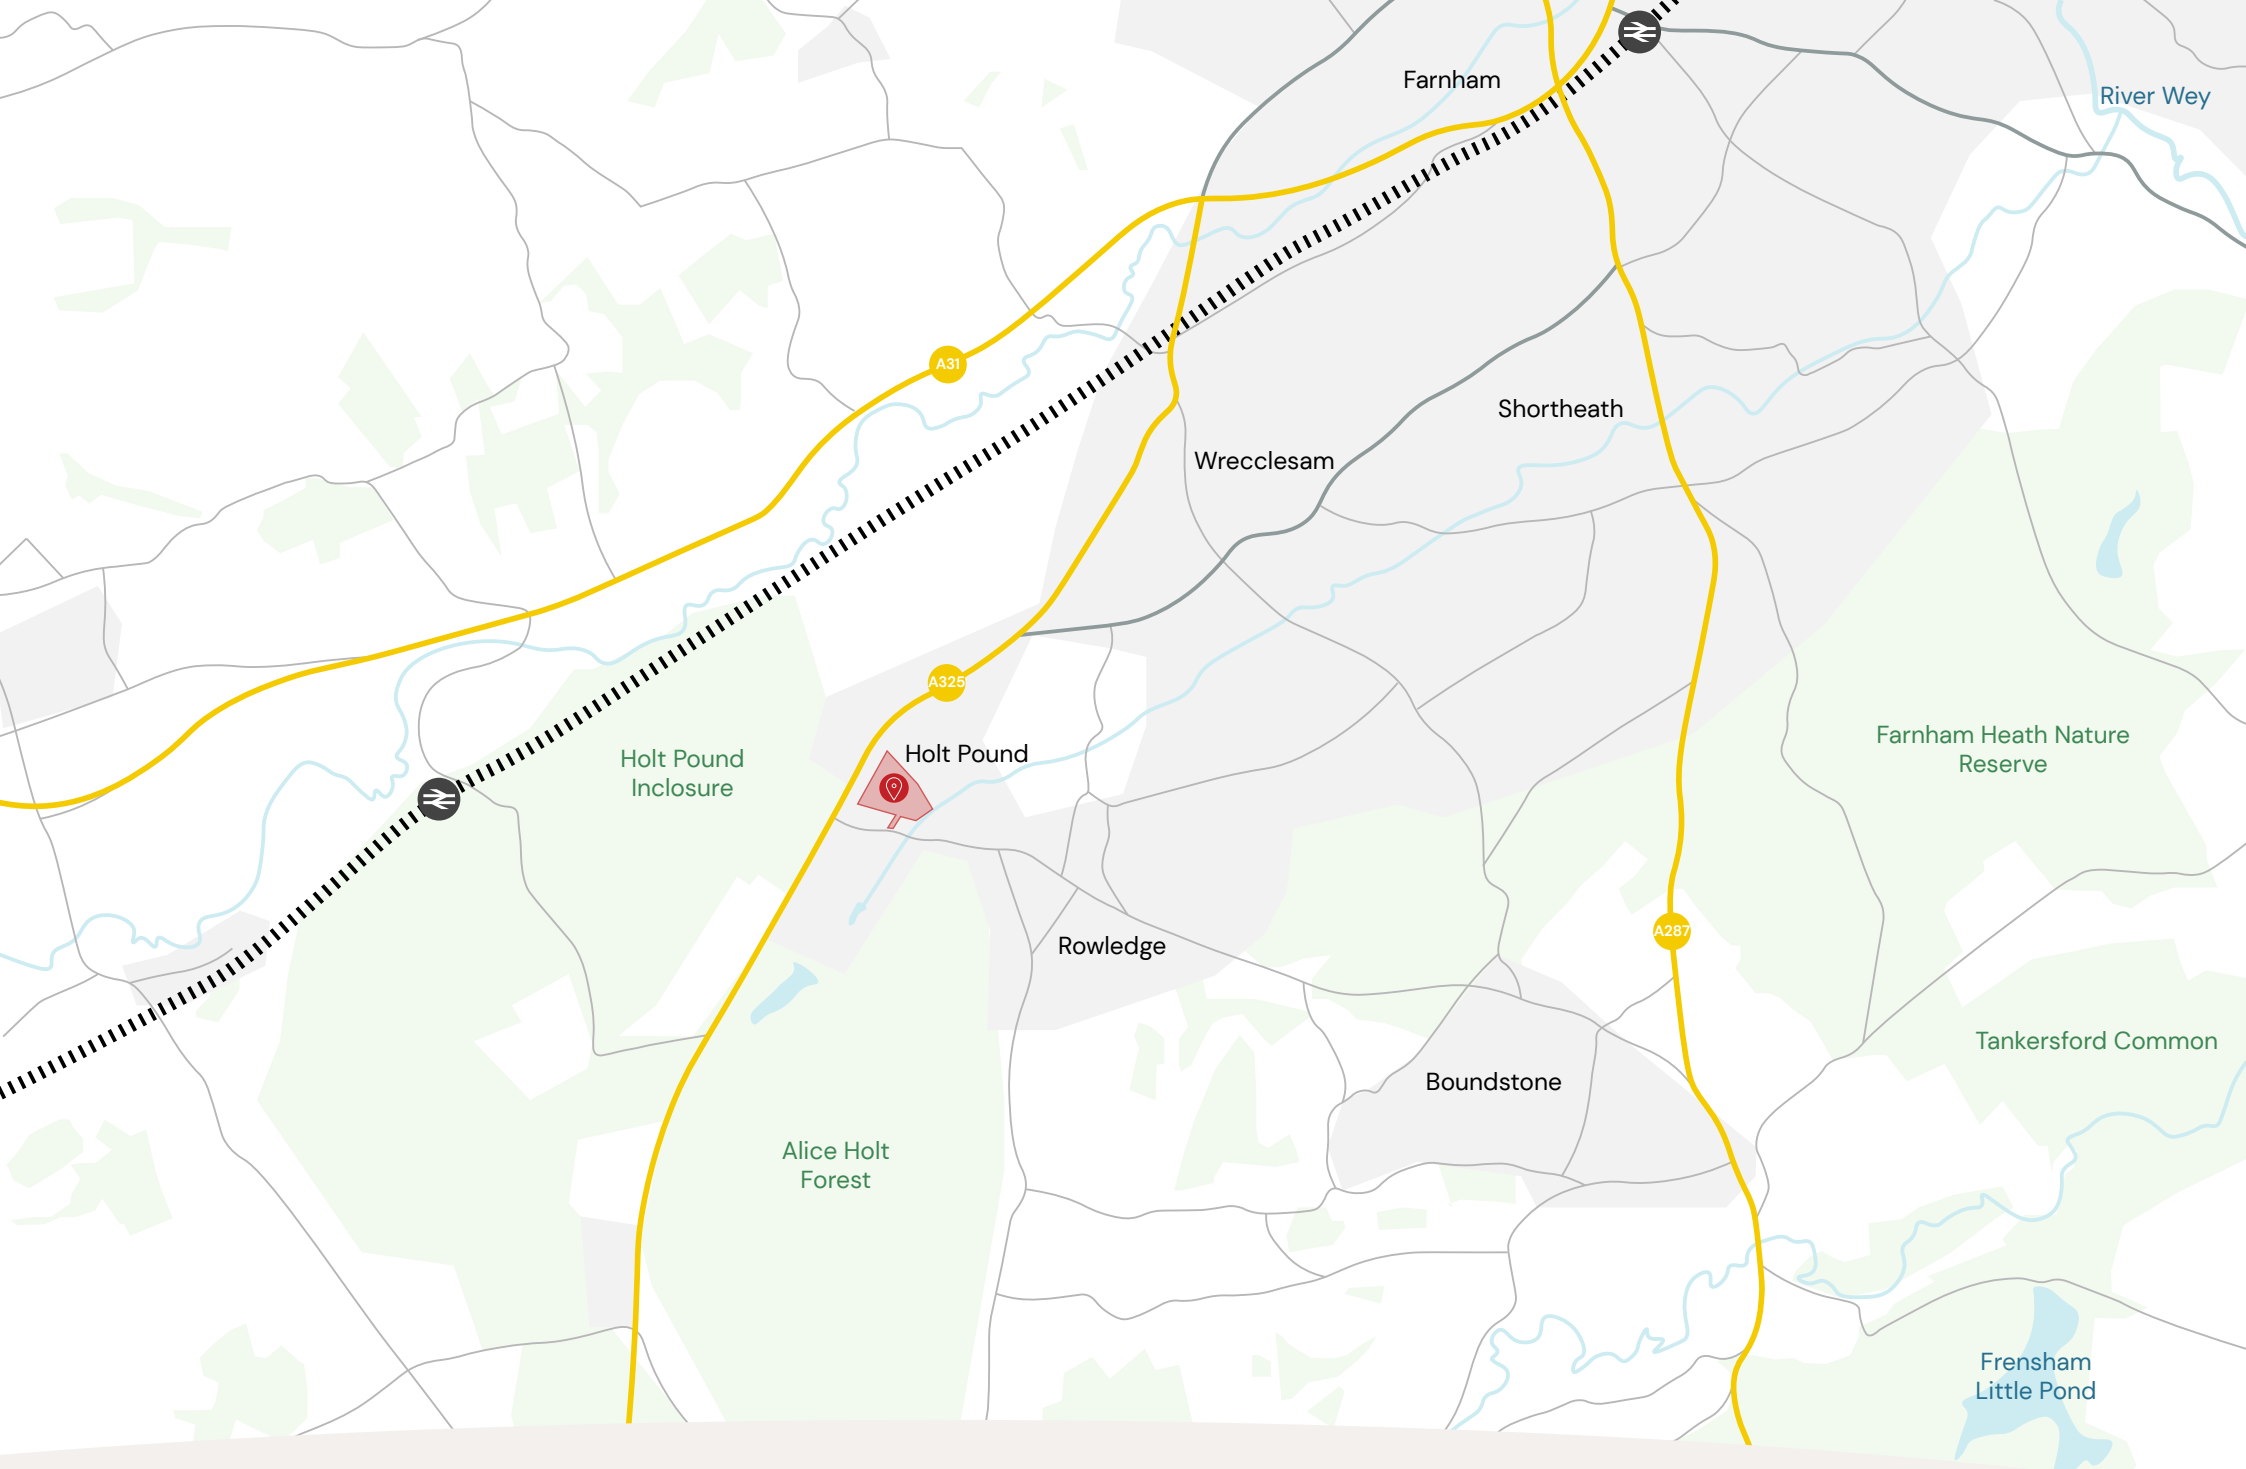 Farnham
River Wey
A31
Shortheath
Wrecclesam
A325
Holt Pound
Holt Pound
Inclosure
Farnham Heath Nature
Reserve
A287
Rowledge
Tankersford Common
Boundstone
Alice Holt
Forest
Frensham
Little Pond